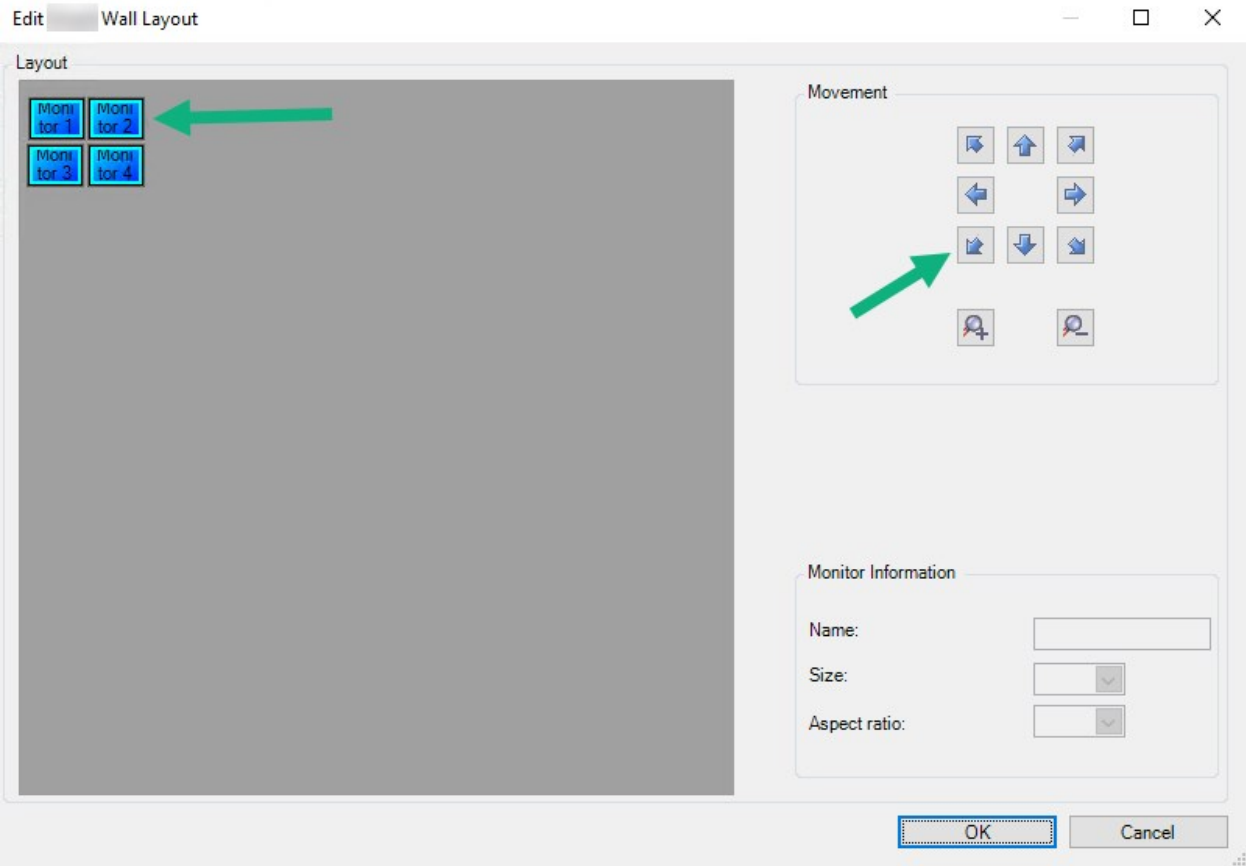 Edit Wall Layout
Layout
Moni
tor 1
Moni
tor 2
Moni
tor 3
Moni
tor 4
Movement
Monitor Information
Name:
Size:
Aspect ratio:
OK
Cancel